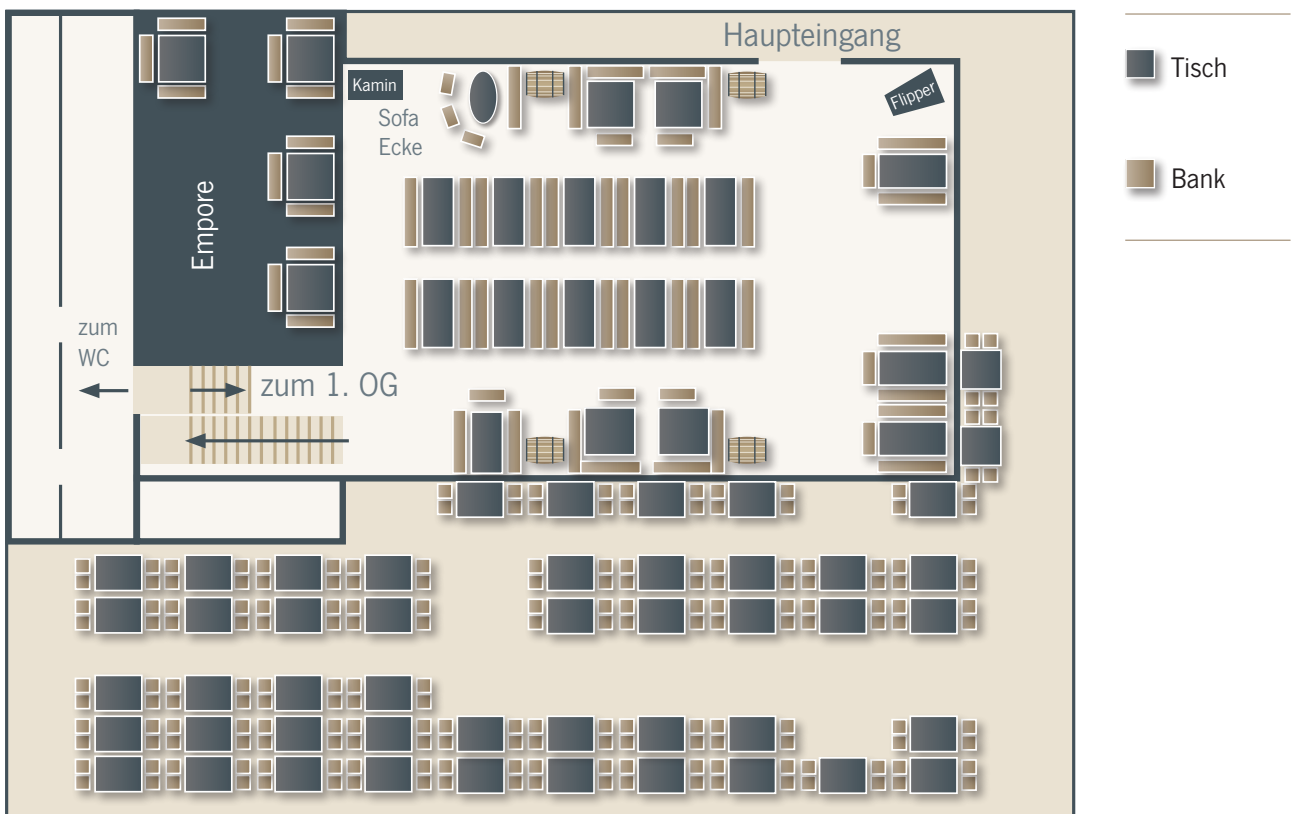 Haupteingang
Kamin
Flipper
Sofa
Ecke
Empore
zum
WC
zum 1. OG
Tisch
Bank